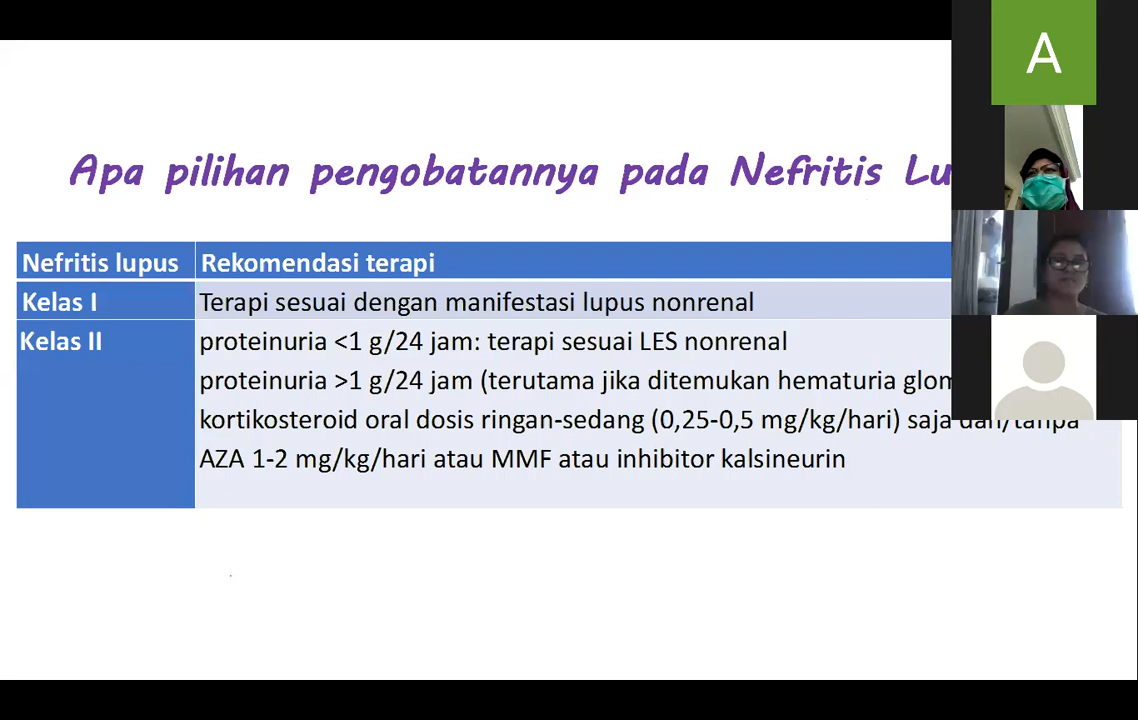 Apa pilihan pengobatannya pada Nefritis
A
Nefritis lupus Rekomendasi terapi
Kelas I Terapi sesuai dengan manifestasi lupus nonrenal
Kelas II proteinuria <1 g/24 jam: terapi sesuai LES nonrenal
proteinuria >1 g/24 jam (terutama jika ditemukan hematuria
kortikosteroid oral dosis ringan-sedang (0,25-0,5 mg/kg/hari) saja dan/tanpa
AZA 1-2 mg/kg/hari atau MMF atau inhibitor kalsineurin